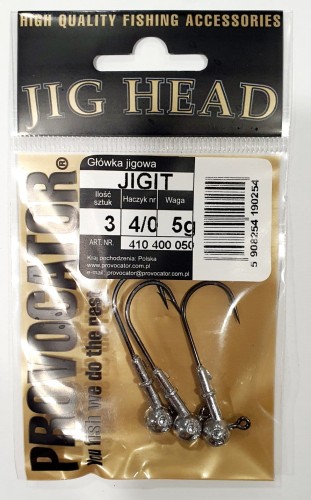 HIGH QUALITY FISHING ACCESSORIES
JIG HEAD
PROVOCATOR®
fish we do the rest
Główka jigowa
JIGIT
Ilość sztuk Haczyk nr Waga
3 4/0 5g
ART. NR. 410 400 050
Kraj pochodzenia: Polska
www.provocator.com.pl
e-mail: provocator@provocator.com.pl
5 908254 190254